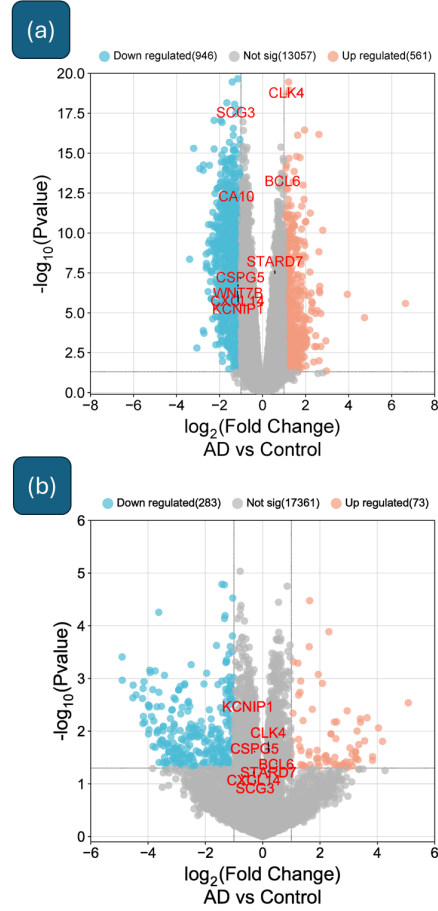 (a)
Down regulated(946) Not sig(13057) Up regulated(561)
20.0
17.5
15.0
12.5
10.0
7.5
5.0
2.5
0.0
-log10(Pvalue)
CLK4
SCG3
BCL6
CA10
STARD7
CSPG5
WNT7B
CXCL14
KCNIP1
−8 −6 −4 −2 0 2 4 6 8
log2(Fold Change)
AD vs Control
(b)
Down regulated(283) Not sig(17361) Up regulated(73)
6
5
4
3
2
1
0
-log10(Pvalue)
KCNIP1
CLK4
CSPG5
BCL6
STARD7
CXCL14
SCG3
−6 −4 −2 0 2 4 6
log2(Fold Change)
AD vs Control